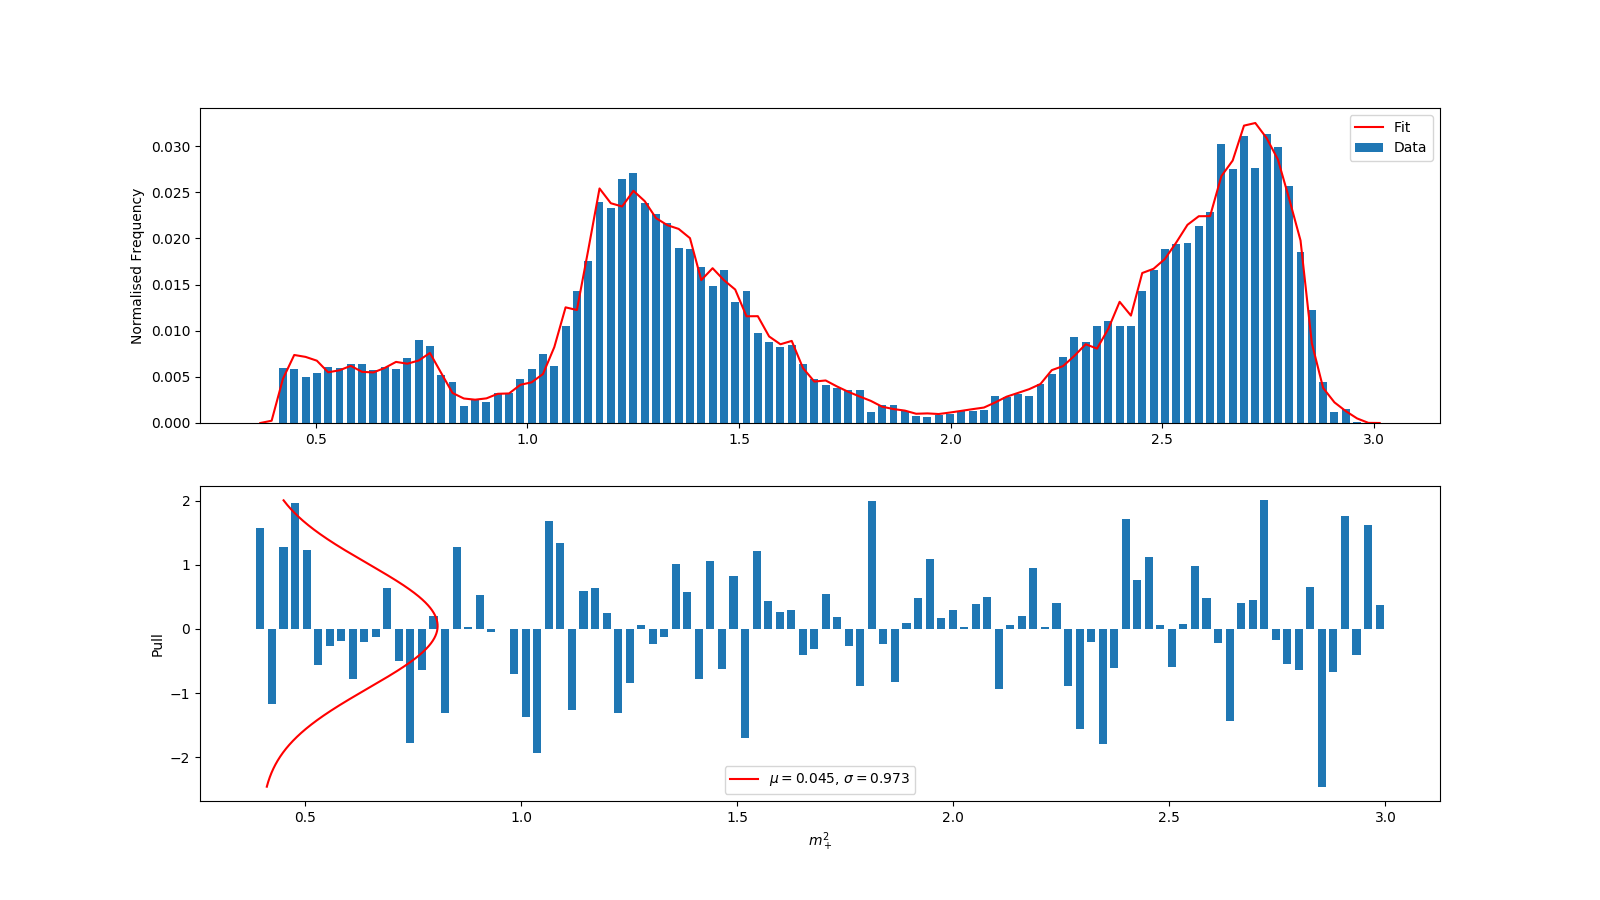 Normalised Frequency
0.030
0.025
0.020
0.015
0.010
0.005
0.000
0.5 1.0 1.5 2.0 2.5 3.0
Fit
Data
Pull
2
1
0
−1
−2
μ = 0.045, σ = 0.973
0.5 1.0 1.5 2.0 2.5 3.0
m²₊